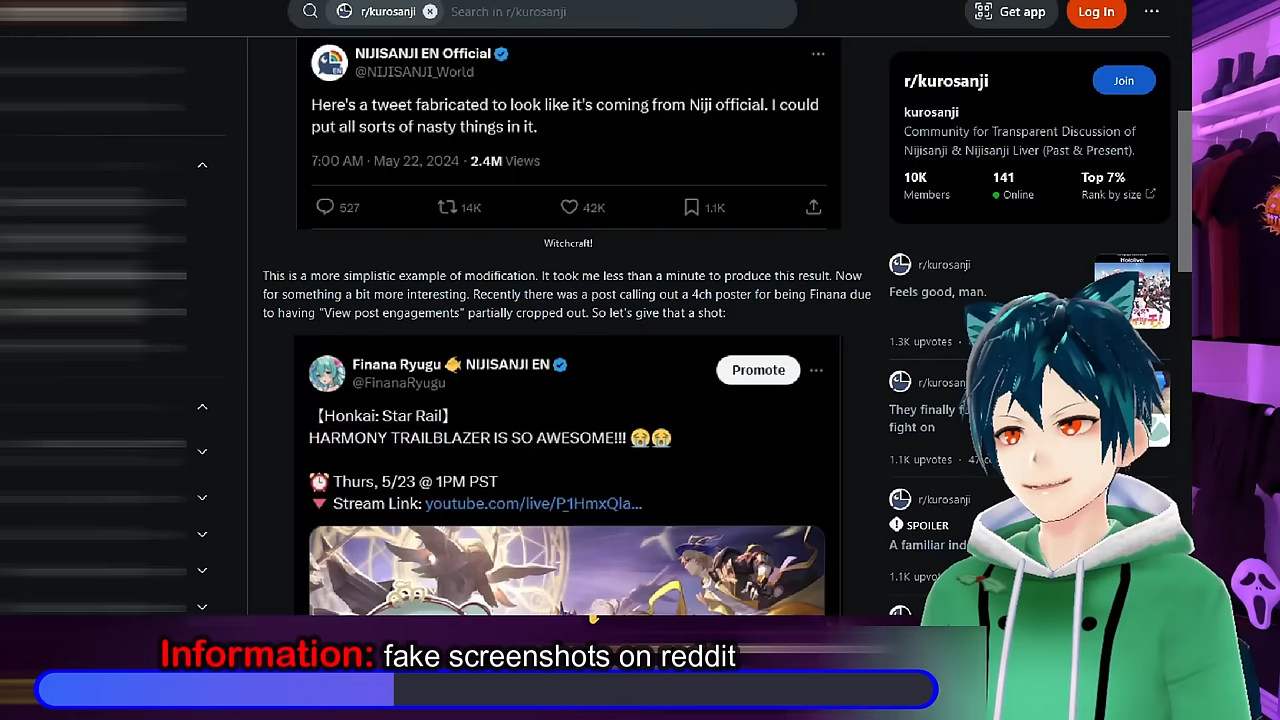 r/kurosanji
Search in r/kurosanji
Get app
Log In
NIJISANJI EN Official
@NIJISANJI_World
Here's a tweet fabricated to look like it's coming from Niji official. I could
put all sorts of nasty things in it.
7:00 AM · May 22, 2024 · 2.4M Views
527
14K
42K
1.1K
Witchcraft!
This is a more simplistic example of modification. It took me less than a minute to produce this result. Now
for something a bit more interesting. Recently there was a post calling out a 4ch poster for being Finana due
to having "View post engagements" partially cropped out. So let's give that a shot:
Finana Ryugu 🐠 NIJISANJI EN
@FinanaRyugu
Promote
【Honkai: Star Rail】
HARMONY TRAILBLAZER IS SO AWESOME!!! 😭😭
⏰ Thurs, 5/23 @ 1PM PST
🔻 Stream Link: youtube.com/live/P_1HmxQla...
r/kurosanji
Join
kurosanji
Community for Transparent Discussion of
Nijisanji & Nijisanji Liver (Past & Present).
10K
141
Top 7%
Members
Online
Rank by size
r/kurosanji
Feels good, man.
1.3K upvotes
r/kurosan
They finally
fight on
1.1K upvotes
r/kurosanji
SPOILER
A familiar ind
1.1K upvo
Information: fake screenshots on reddit